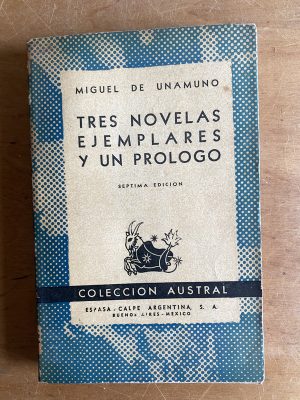 MIGUEL DE UNAMUNO
TRES NOVELAS
EJEMPLARES
Y UN PROLOGO
SEPTIMA EDICION
COLECCION AUSTRAL
ESPASA-CALPE ARGENTINA, S. A.
BUENOS AIRES-MEXICO